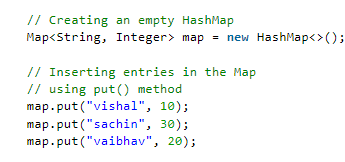 // Creating an empty HashMap
Map<String, Integer> map = new HashMap<>();
// Inserting entries in the Map
// using put() method
map.put("vishal", 10);
map.put("sachin", 30);
map.put("vaibhav", 20);